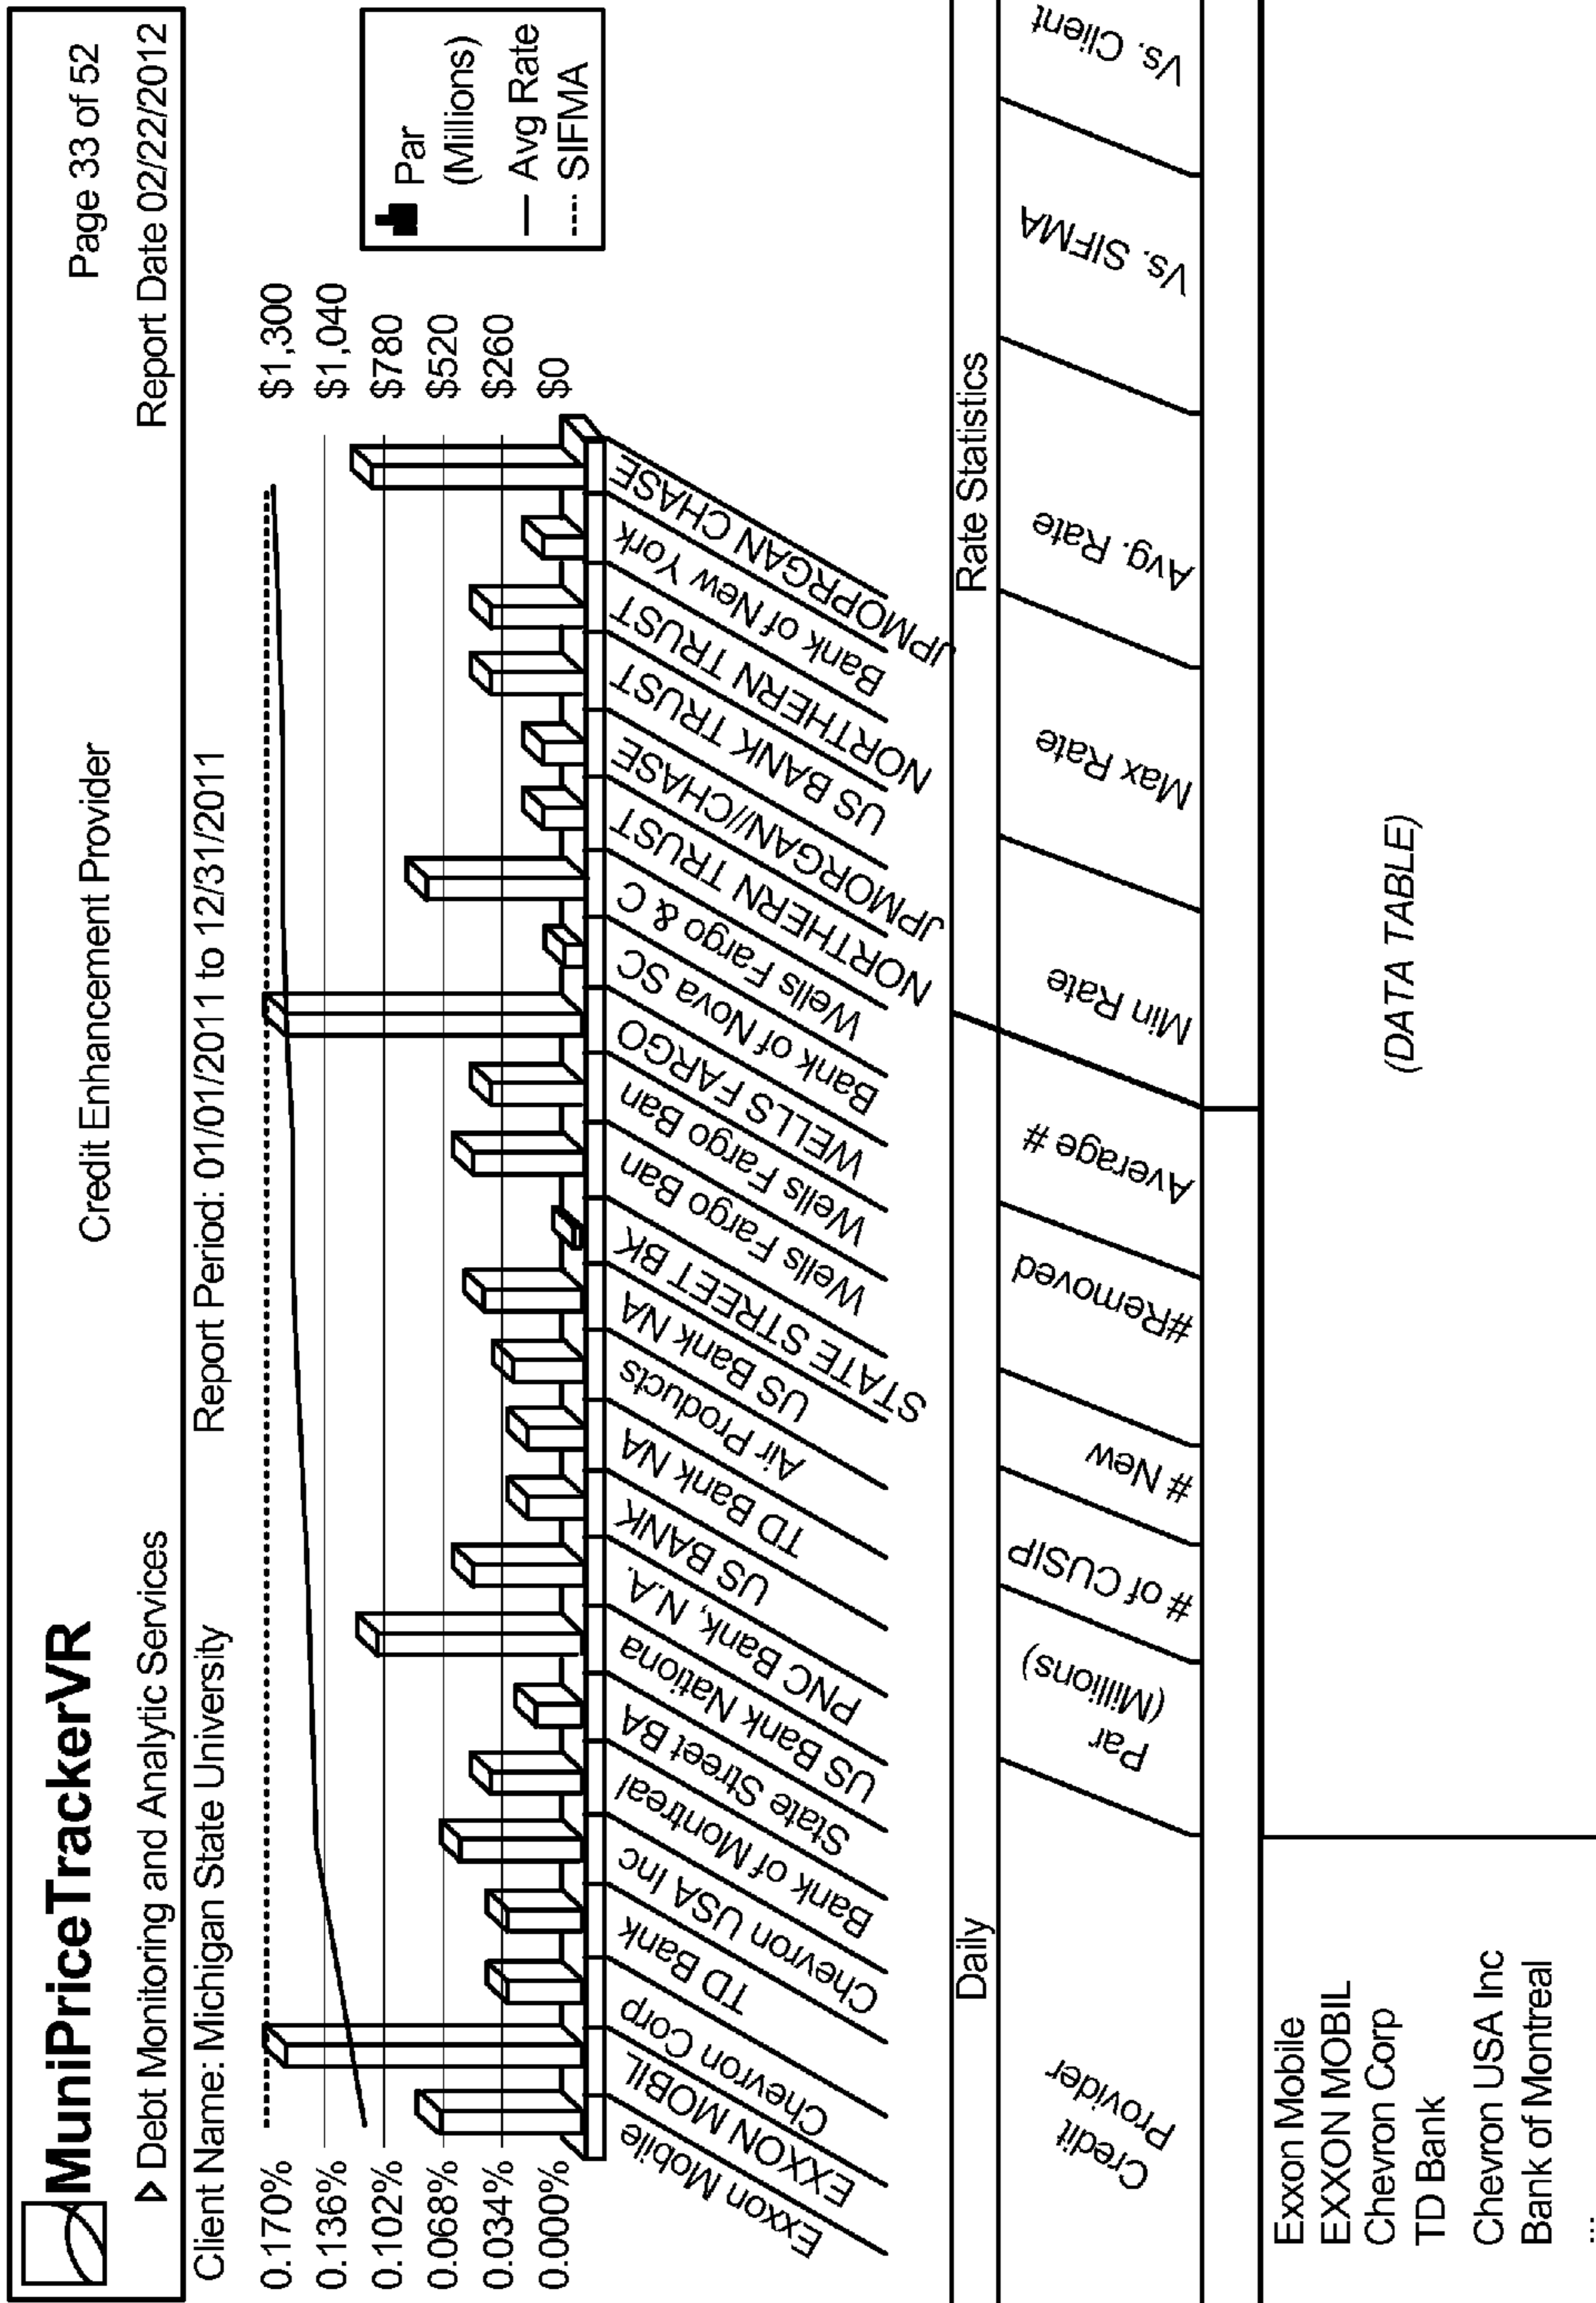 MuniPriceTrackerVR
Debt Monitoring and Analytic Services
Credit Enhancement Provider
Page 33 of 52
Report Date 02/22/2012
Client Name: Michigan State University
Report Period: 01/01/2011 to 12/31/2011
0.170%
0.136%
0.102%
0.068%
0.034%
0.000%
$1,300
$1,040
$780
$520
$260
$0
Par
(Millions)
Avg Rate
SIFMA
Exxon Mobile
EXXON MOBIL
Chevron Corp
TD Bank
Chevron USA Inc
Bank of Montreal
State Street BA
US Bank Nationa
PNC Bank, N.A.
US BANK
TD Bank NA
Air Products
US Bank NA
STATE STREET BK
Wells Fargo Ban
Wells Fargo Ban
WELLS FARGO
Bank of Nova SC
Wells Fargo & C
NORTHERN TRUST
JPMORGAN//CHASE
US BANK TRUST
NORTHERN TRUST
Bank of New York
JPMOPRGAN CHASE
Daily
Rate Statistics
Credit
Provider
Par
(Millions)
# of CUSIP
# New
#Removed
Average #
Min Rate
Max Rate
Avg. Rate
Vs. SIFMA
Vs. Client
Exxon Mobile
EXXON MOBIL
Chevron Corp
TD Bank
Chevron USA Inc
Bank of Montreal
...
(DATA TABLE)